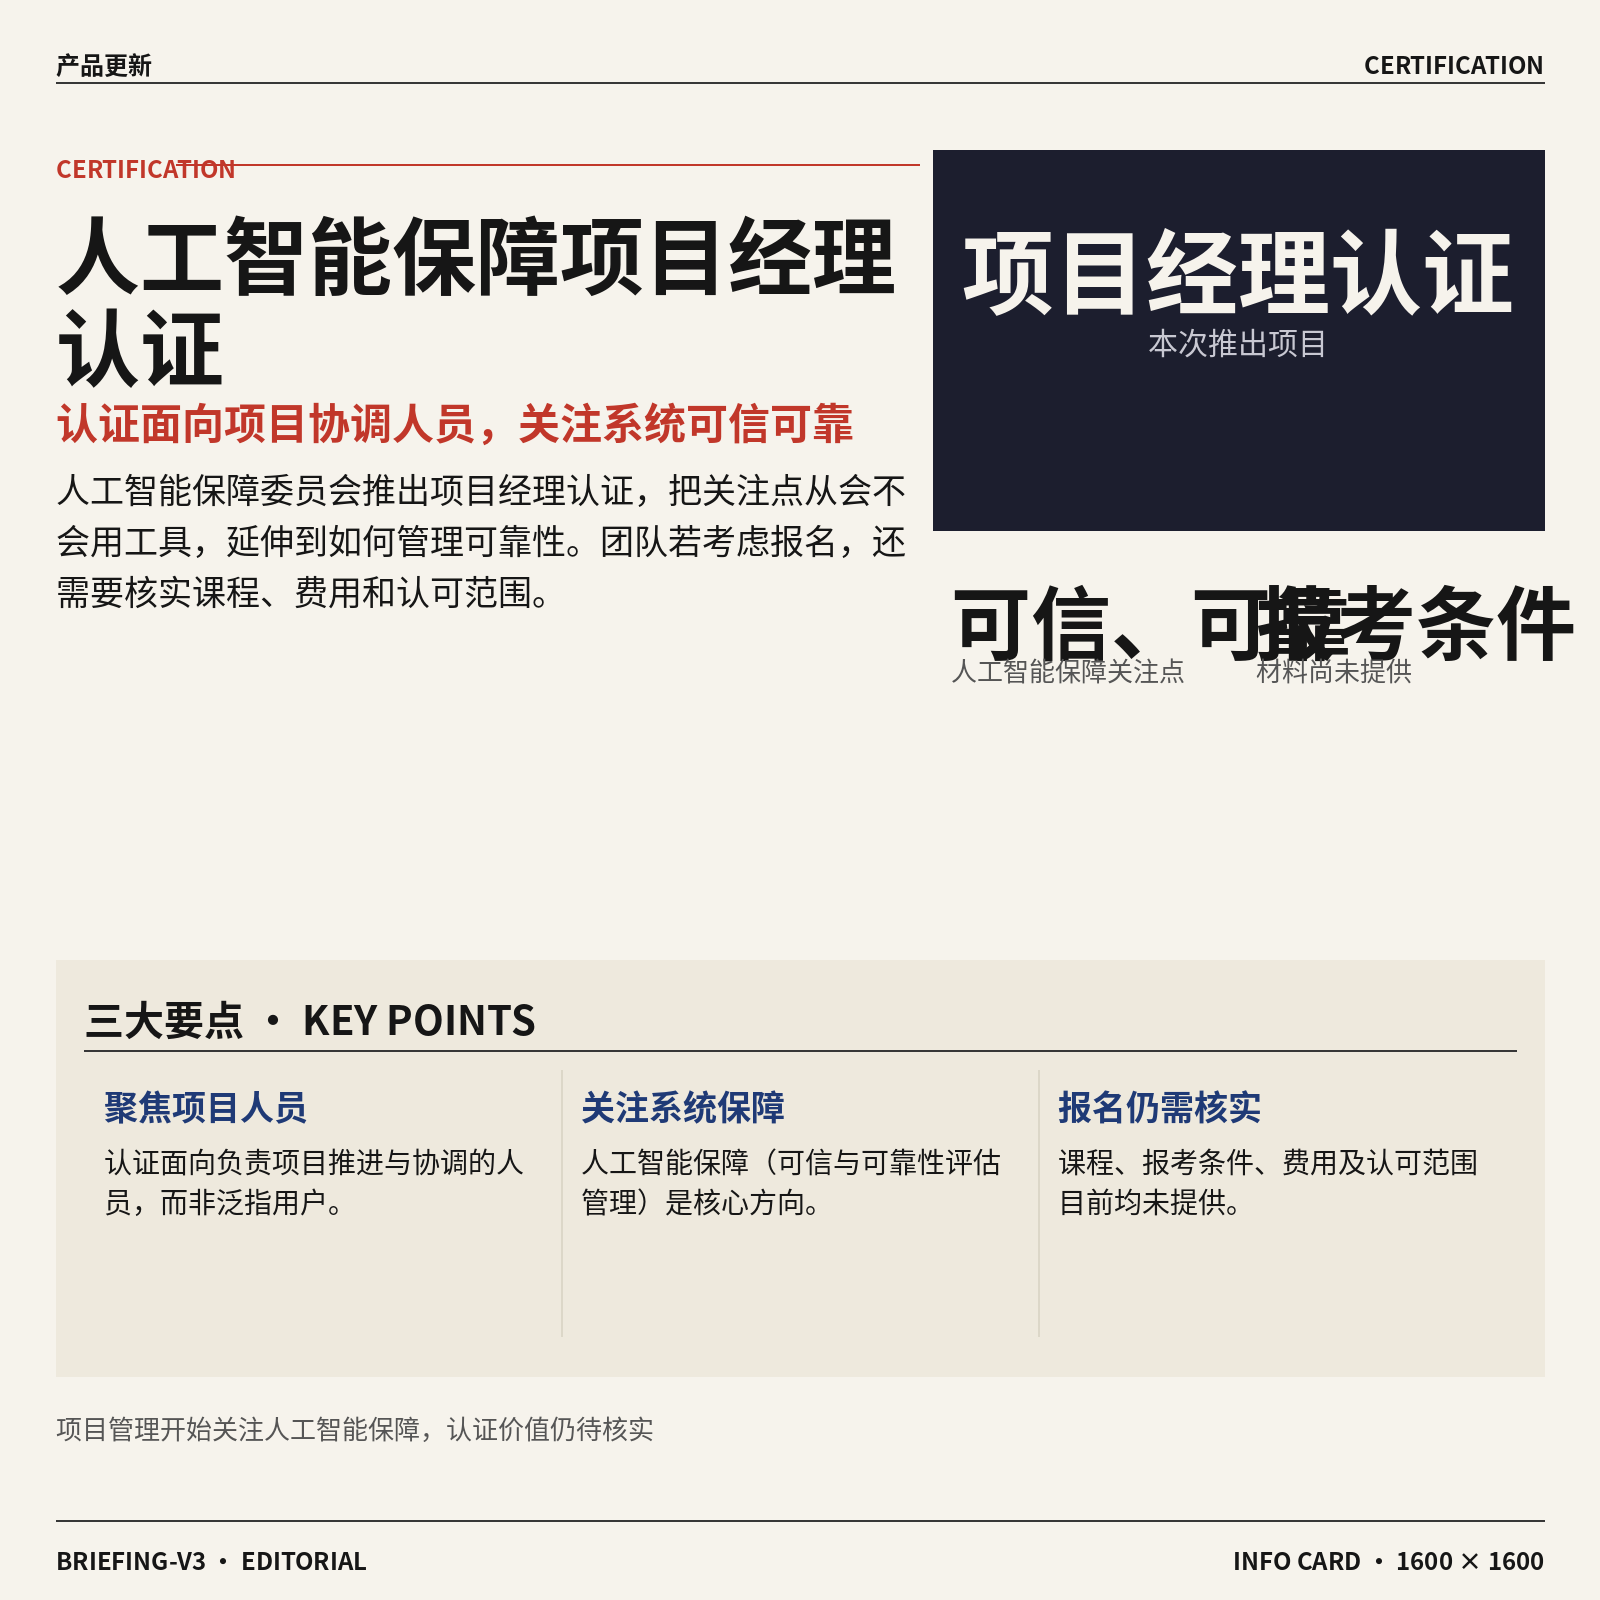 产品更新
CERTIFICATION
CERTIFICATION
人工智能保障项目经理
认证
认证面向项目协调人员，关注系统可信可靠
人工智能保障委员会推出项目经理认证，把关注点从会不
会用工具，延伸到如何管理可靠性。团队若考虑报名，还
需要核实课程、费用和认可范围。
项目经理认证
本次推出项目
可信、可靠
人工智能保障关注点
报考条件
材料尚未提供
三大要点 · KEY POINTS
聚焦项目人员
认证面向负责项目推进与协调的人
员，而非泛指用户。
关注系统保障
人工智能保障（可信与可靠性评估
管理）是核心方向。
报名仍需核实
课程、报考条件、费用及认可范围
目前均未提供。
项目管理开始关注人工智能保障，认证价值仍待核实
BRIEFING-V3 · EDITORIAL
INFO CARD · 1600 × 1600